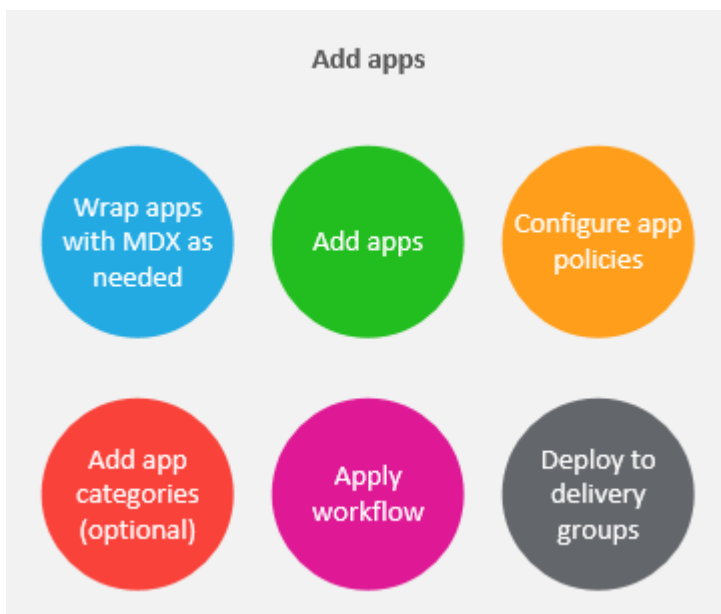 Add apps
Wrap apps
with MDX as
needed
Add apps
Configure app
policies
Add app
categories
(optional)
Apply
workflow
Deploy to
delivery
groups